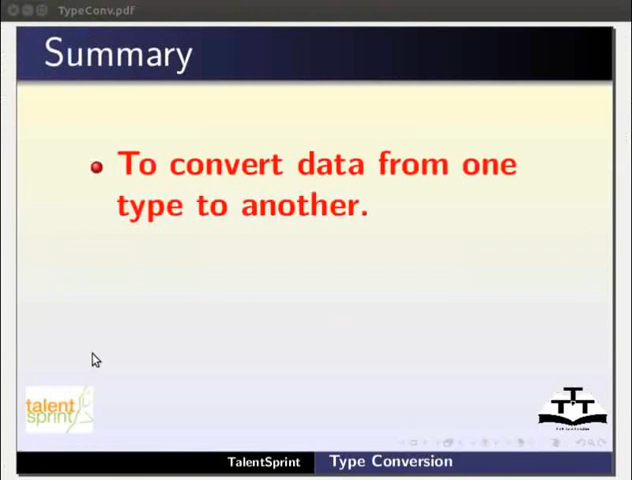 TypeConv.pdf
Summary
To convert data from one
type to another.
talent
sprint
TalentSprint
Type Conversion